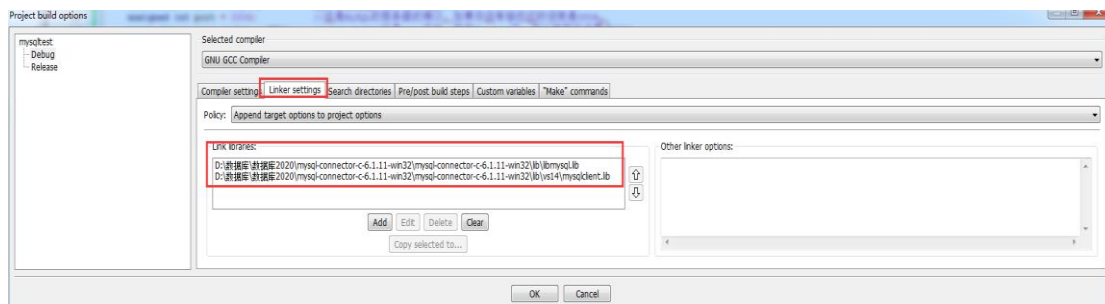 Project build options
mysqltest
Debug
Release
Selected compiler
GNU GCC Compiler
Compiler settings
Linker settings
Search directories
Pre/post build steps
Custom variables
"Make" commands
Policy:
Append target options to project options
Link libraries:
D:\数据库\数据库2020\mysql-connector-c-6.1.11-win32\mysql-connector-c-6.1.11-win32\lib\libmysql.lib
D:\数据库\数据库2020\mysql-connector-c-6.1.11-win32\mysql-connector-c-6.1.11-win32\lib\vs14\mysqlclient.lib
Other linker options:
Add
Edit
Delete
Clear
Copy selected to...
OK
Cancel